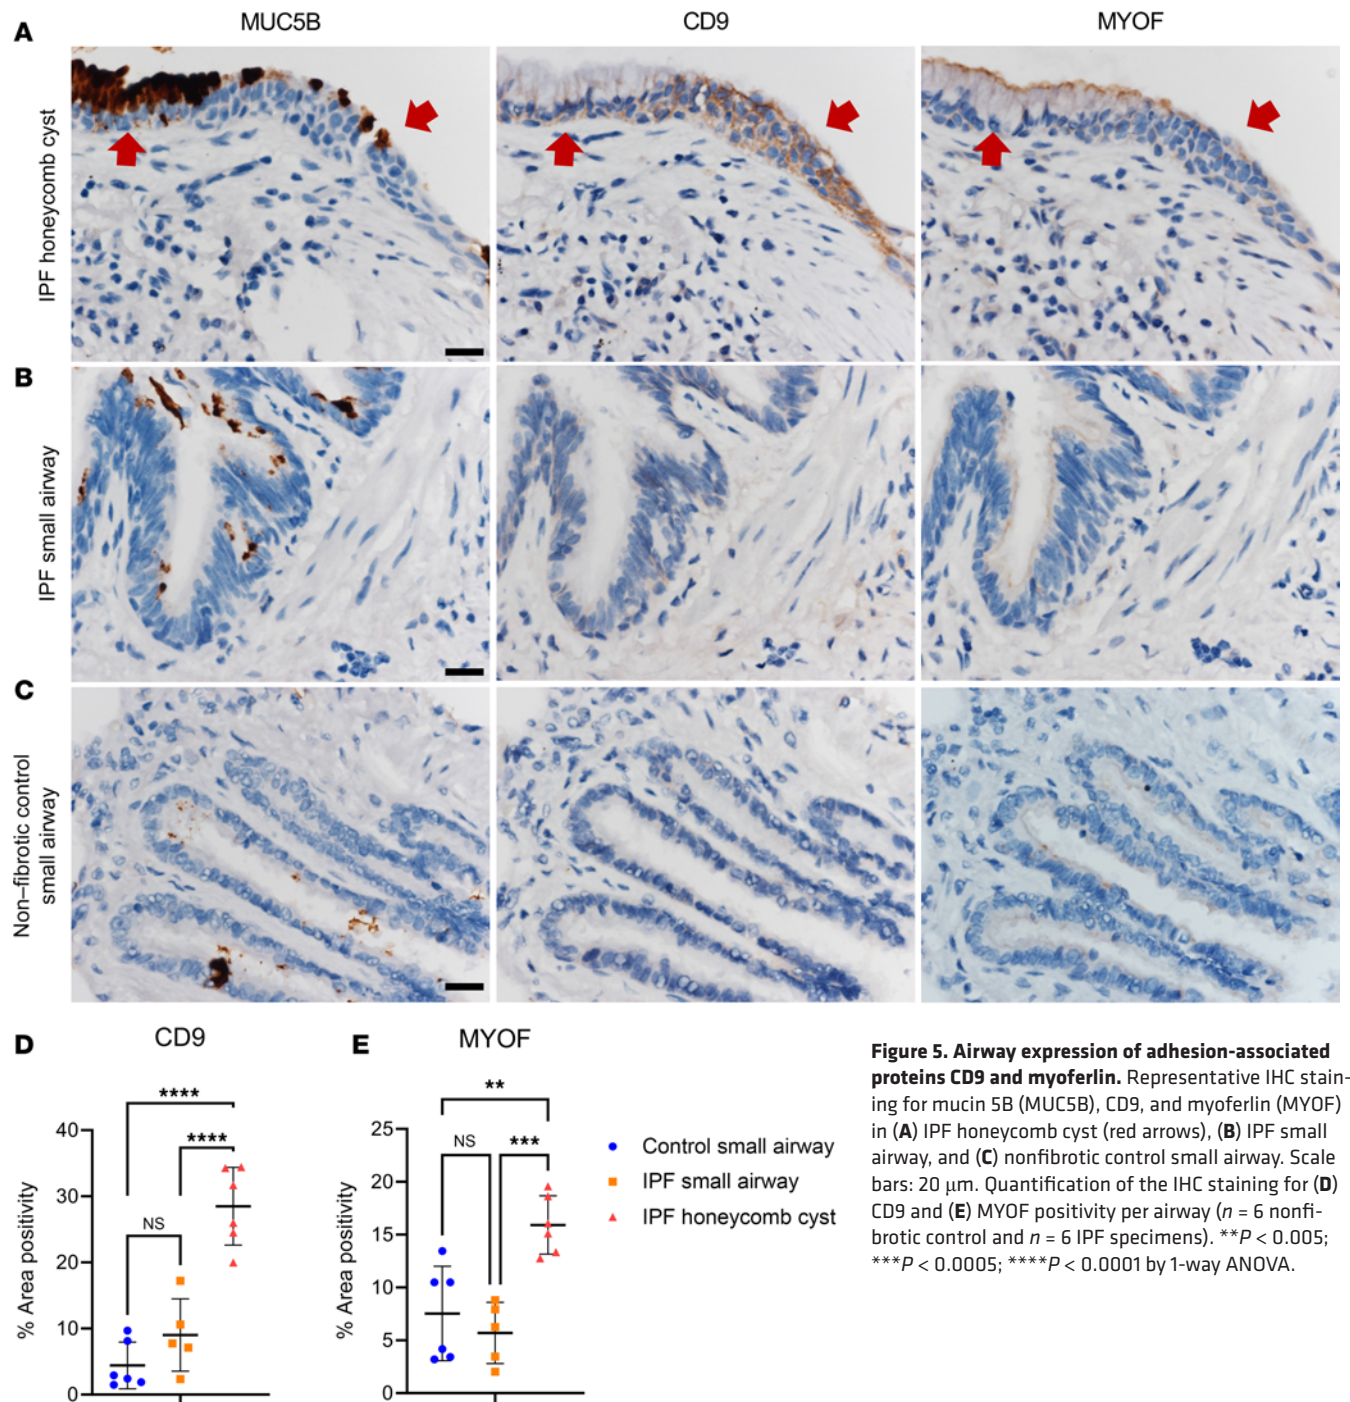 MUC5B
CD9
MYOF
A
IPF honeycomb cyst
B
IPF small airway
C
Non–fibrotic control
small airway
D
CD9
****
****
NS
% Area positivity
40
30
20
10
0
E
MYOF
**
NS
***
% Area positivity
25
20
15
10
5
0
Control small airway
IPF small airway
IPF honeycomb cyst
Figure 5. Airway expression of adhesion-associated
proteins CD9 and myoferlin. Representative IHC stain-
ing for mucin 5B (MUC5B), CD9, and myoferlin (MYOF)
in (A) IPF honeycomb cyst (red arrows), (B) IPF small
airway, and (C) nonfibrotic control small airway. Scale
bars: 20 μm. Quantification of the IHC staining for (D)
CD9 and (E) MYOF positivity per airway (n = 6 nonfi-
brotic control and n = 6 IPF specimens). **P < 0.005;
***P < 0.0005; ****P < 0.0001 by 1-way ANOVA.